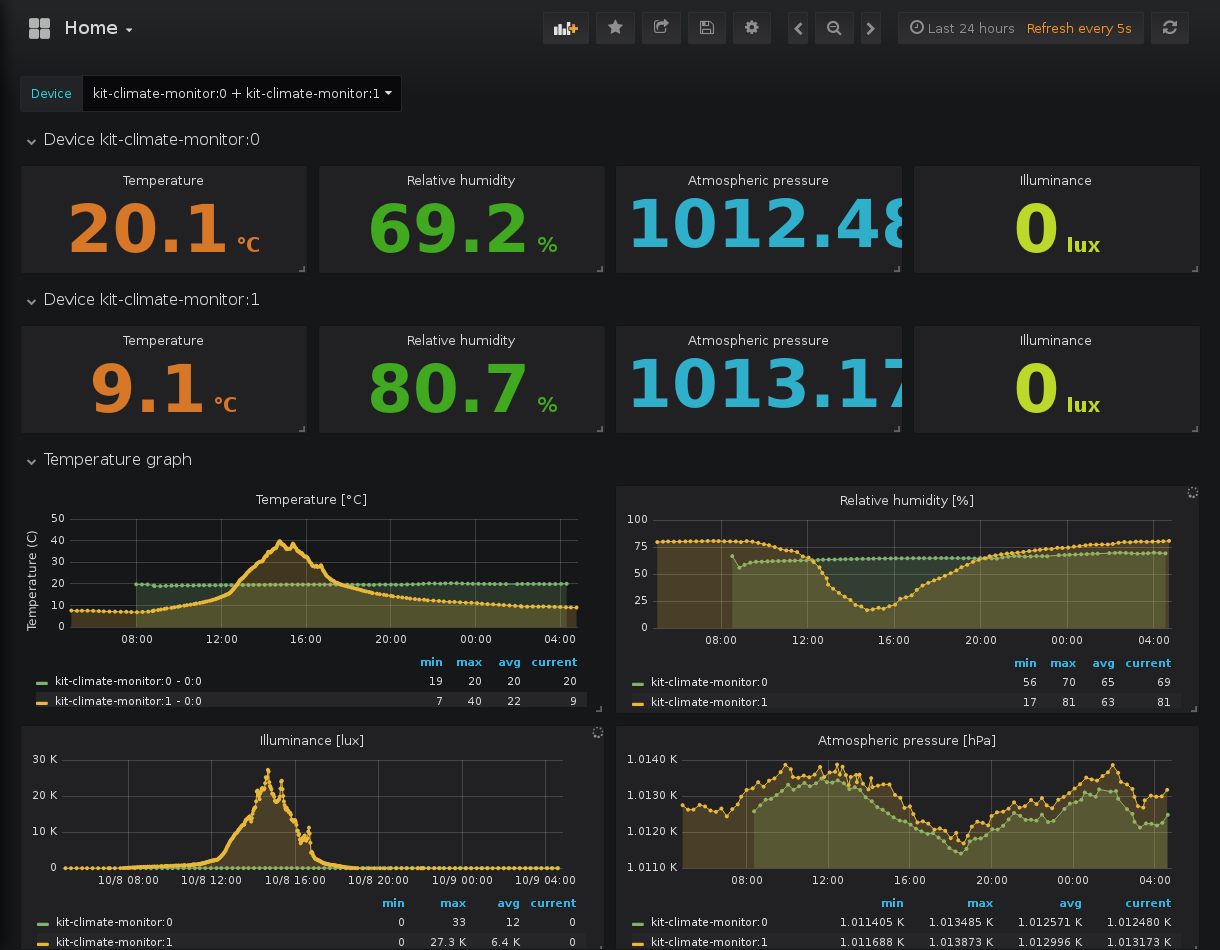 Home
Last 24 hours Refresh every 5s
Device kit-climate-monitor:0 + kit-climate-monitor:1
Device kit-climate-monitor:0
Temperature Relative humidity Atmospheric pressure Illuminance
20.1 °C 69.2 % 1012.48 0 lux
Device kit-climate-monitor:1
Temperature Relative humidity Atmospheric pressure Illuminance
9.1 °C 80.7 % 1013.17 0 lux
Temperature graph
Temperature [°C]
Temperature (C)
50
40
30
20
10
0
08:00 12:00 16:00 20:00 00:00 04:00
min max avg current
kit-climate-monitor:0 - 0:0 19 20 20 20
kit-climate-monitor:1 - 0:0 7 40 22 9
Relative humidity [%]
100
75
50
25
0
08:00 12:00 16:00 20:00 00:00 04:00
min max avg current
kit-climate-monitor:0 56 70 65 69
kit-climate-monitor:1 17 81 63 81
Illuminance [lux]
30 K
20 K
10 K
0
10/8 08:00 10/8 12:00 10/8 16:00 10/8 20:00 10/9 00:00 10/9 04:00
min max avg current
kit-climate-monitor:0 0 33 12 0
kit-climate-monitor:1 0 27.3 K 6.4 K 0
Atmospheric pressure [hPa]
1.0140 K
1.0130 K
1.0120 K
1.0110 K
08:00 12:00 16:00 20:00 00:00 04:00
min max avg current
kit-climate-monitor:0 1.011405 K 1.013485 K 1.012571 K 1.012480 K
kit-climate-monitor:1 1.011688 K 1.013873 K 1.012996 K 1.013173 K